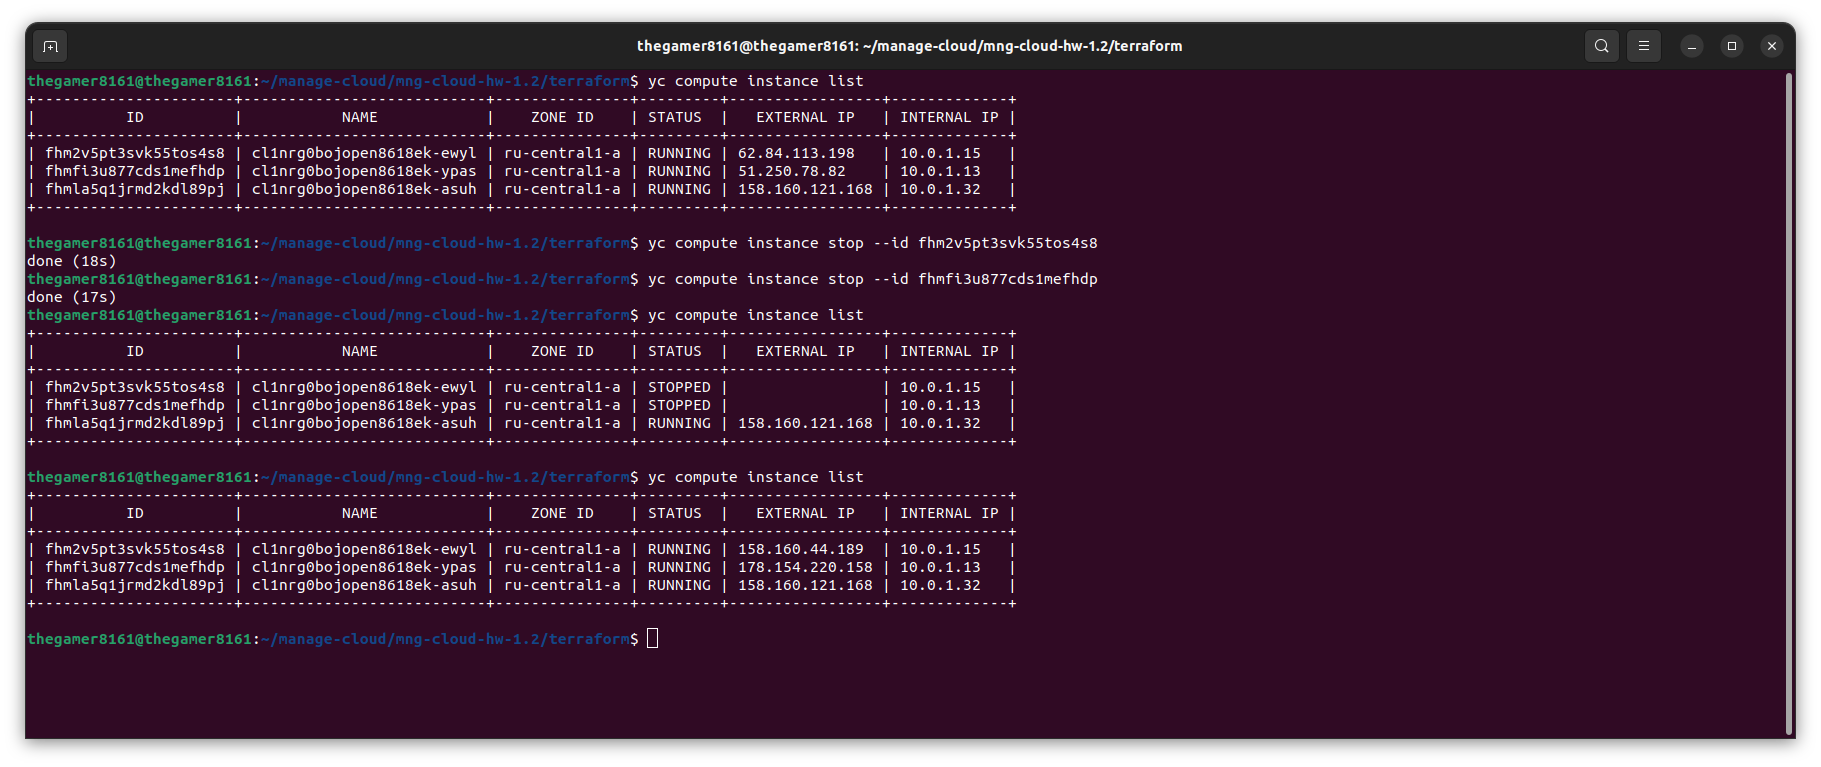 thegamer8161@thegamer8161: ~/manage-cloud/mng-cloud-hw-1.2/terraform
thegamer8161@thegamer8161:~/manage-cloud/mng-cloud-hw-1.2/terraform$ yc compute instance list
+----------------------+---------------------------+---------------+---------+-----------------+-------------+
|          ID          |           NAME            |    ZONE ID    | STATUS  |   EXTERNAL IP   | INTERNAL IP |
+----------------------+---------------------------+---------------+---------+-----------------+-------------+
| fhm2v5pt3svk55tos4s8 | cl1nrg0bojopen8618ek-ewyl | ru-central1-a | RUNNING | 62.84.113.198   | 10.0.1.15   |
| fhmfi3u877cds1mefhdp | cl1nrg0bojopen8618ek-ypas | ru-central1-a | RUNNING | 51.250.78.82    | 10.0.1.13   |
| fhmla5q1jrmd2kdl89pj | cl1nrg0bojopen8618ek-asuh | ru-central1-a | RUNNING | 158.160.121.168 | 10.0.1.32   |
+----------------------+---------------------------+---------------+---------+-----------------+-------------+
thegamer8161@thegamer8161:~/manage-cloud/mng-cloud-hw-1.2/terraform$ yc compute instance stop --id fhm2v5pt3svk55tos4s8
done (18s)
thegamer8161@thegamer8161:~/manage-cloud/mng-cloud-hw-1.2/terraform$ yc compute instance stop --id fhmfi3u877cds1mefhdp
done (17s)
thegamer8161@thegamer8161:~/manage-cloud/mng-cloud-hw-1.2/terraform$ yc compute instance list
+----------------------+---------------------------+---------------+---------+-----------------+-------------+
|          ID          |           NAME            |    ZONE ID    | STATUS  |   EXTERNAL IP   | INTERNAL IP |
+----------------------+---------------------------+---------------+---------+-----------------+-------------+
| fhm2v5pt3svk55tos4s8 | cl1nrg0bojopen8618ek-ewyl | ru-central1-a | STOPPED |                 | 10.0.1.15   |
| fhmfi3u877cds1mefhdp | cl1nrg0bojopen8618ek-ypas | ru-central1-a | STOPPED |                 | 10.0.1.13   |
| fhmla5q1jrmd2kdl89pj | cl1nrg0bojopen8618ek-asuh | ru-central1-a | RUNNING | 158.160.121.168 | 10.0.1.32   |
+----------------------+---------------------------+---------------+---------+-----------------+-------------+
thegamer8161@thegamer8161:~/manage-cloud/mng-cloud-hw-1.2/terraform$ yc compute instance list
+----------------------+---------------------------+---------------+---------+-----------------+-------------+
|          ID          |           NAME            |    ZONE ID    | STATUS  |   EXTERNAL IP   | INTERNAL IP |
+----------------------+---------------------------+---------------+---------+-----------------+-------------+
| fhm2v5pt3svk55tos4s8 | cl1nrg0bojopen8618ek-ewyl | ru-central1-a | RUNNING | 158.160.44.189  | 10.0.1.15   |
| fhmfi3u877cds1mefhdp | cl1nrg0bojopen8618ek-ypas | ru-central1-a | RUNNING | 178.154.220.158 | 10.0.1.13   |
| fhmla5q1jrmd2kdl89pj | cl1nrg0bojopen8618ek-asuh | ru-central1-a | RUNNING | 158.160.121.168 | 10.0.1.32   |
+----------------------+---------------------------+---------------+---------+-----------------+-------------+
thegamer8161@thegamer8161:~/manage-cloud/mng-cloud-hw-1.2/terraform$